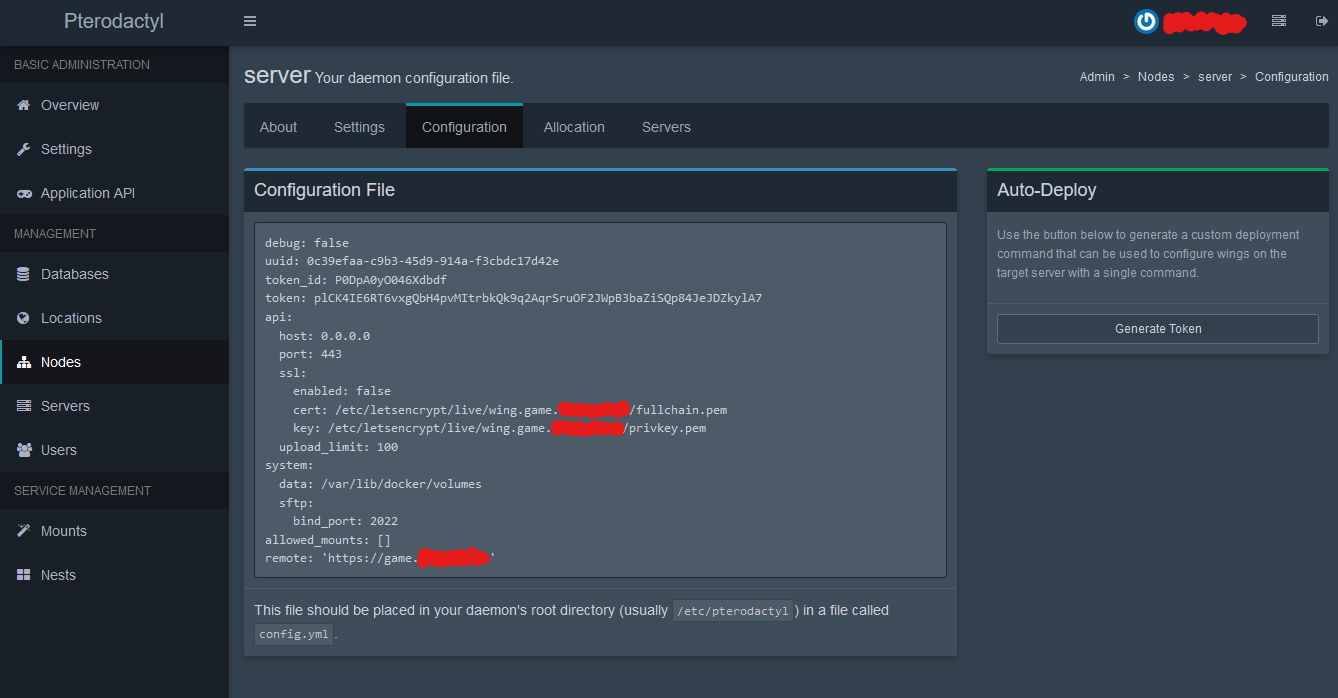 Pterodactyl
BASIC ADMINISTRATION
Overview
Settings
Application API
MANAGEMENT
Databases
Locations
Nodes
Servers
Users
SERVICE MANAGEMENT
Mounts
Nests
server Your daemon configuration file.
Admin > Nodes > server > Configuration
About Settings Configuration Allocation Servers
Configuration File
debug: false
uuid: 0c39efaa-c9b3-45d9-914a-f3cbdc17d42e
token_id: P0DpA0yO046Xdbdf
token: plCK4IE6RT6vxgQbH4pvMItrbkQk9q2AqrSruOF2JWpB3baZiSQp84JeJDZkylA7
api:
host: 0.0.0.0
port: 443
ssl:
enabled: false
cert: /etc/letsencrypt/live/wing.game. /fullchain.pem
key: /etc/letsencrypt/live/wing.game. /privkey.pem
upload_limit: 100
system:
data: /var/lib/docker/volumes
sftp:
bind_port: 2022
allowed_mounts: []
remote: 'https://game. '
This file should be placed in your daemon's root directory (usually /etc/pterodactyl ) in a file called
config.yml .
Auto-Deploy
Use the button below to generate a custom deployment
command that can be used to configure wings on the
target server with a single command.
Generate Token